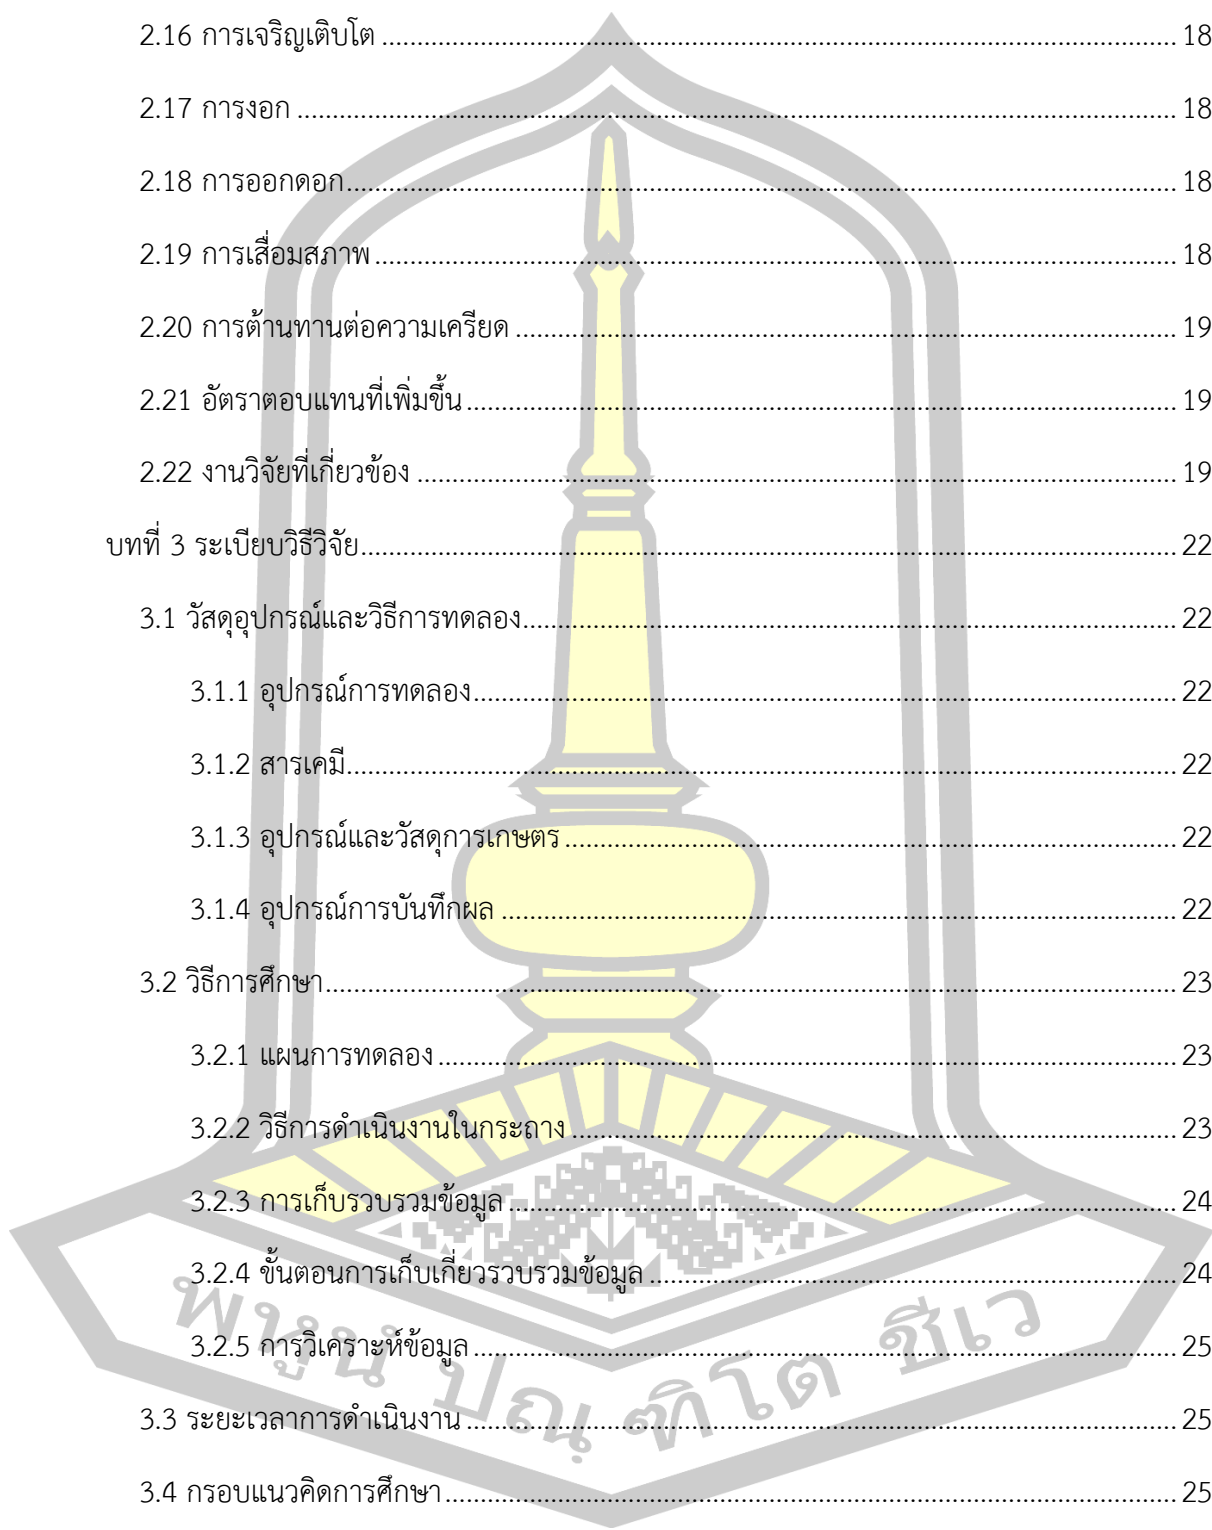 2.16 การเจริญเติบโต ........................................................................ 18
2.17 การงอก ........................................................................ 18
2.18 การออกดอก ........................................................................ 18
2.19 การเสื่อมสภาพ ........................................................................ 18
2.20 การต้านทานต่อความเครียด ........................................................................ 19
2.21 อัตราตอบแทนที่เพิ่มขึ้น ........................................................................ 19
2.22 งานวิจัยที่เกี่ยวข้อง ........................................................................ 19
บทที่ 3 ระเบียบวิธีวิจัย ........................................................................ 22
3.1 วัสดุอุปกรณ์และวิธีการทดลอง ........................................................................ 22
3.1.1 อุปกรณ์การทดลอง ........................................................................ 22
3.1.2 สารเคมี ........................................................................ 22
3.1.3 อุปกรณ์และวัสดุการเกษตร ........................................................................ 22
3.1.4 อุปกรณ์การบันทึกผล ........................................................................ 22
3.2 วิธีการศึกษา ........................................................................ 23
3.2.1 แผนการทดลอง ........................................................................ 23
3.2.2 วิธีการดำเนินงานในกระถาง ........................................................................ 23
3.2.3 การเก็บรวบรวมข้อมูล ........................................................................ 24
3.2.4 ขั้นตอนการเก็บเกี่ยวรวบรวมข้อมูล ........................................................................ 24
3.2.5 การวิเคราะห์ข้อมูล ........................................................................ 25
3.3 ระยะเวลาการดำเนินงาน ........................................................................ 25
3.4 กรอบแนวคิดการศึกษา ........................................................................ 25
พหูนํ ปณฺฑิโต ชีเว